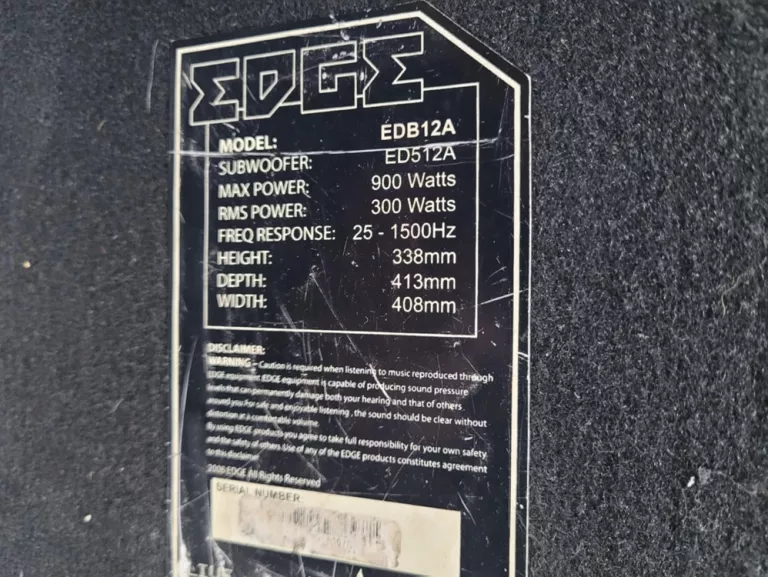 EDGE
MODEL: EDB12A
SUBWOOFER: ED512A
MAX POWER: 900 Watts
RMS POWER: 300 Watts
FREQ RESPONSE: 25 - 1500Hz
HEIGHT: 338mm
DEPTH: 413mm
WIDTH: 408mm
DISCLAIMER:
WARNING - Caution is required when listening to music reproduced through
EDGE equipment. EDGE equipment is capable of producing sound pressure
levels that can permanently damage both your hearing and that of others
around you. For safe and enjoyable listening, the sound should be clear without
distortion at a comfortable volume.
By using EDGE products you agree to take full responsibility for your own safety
and the safety of others. Use of any of the EDGE products constitutes agreement
to this disclaimer
2006 EDGE All Rights Reserved
SERIAL NUMBER: